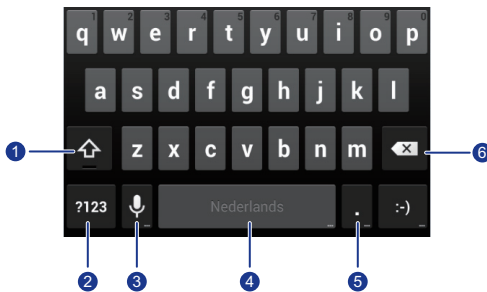 1 2 3 4 5 6 7 8 9 0
q w e r t y u i o p
a s d f g h j k l
1 z x c v b n m 6
?123 Nederlands . :-)
2 3 4 5